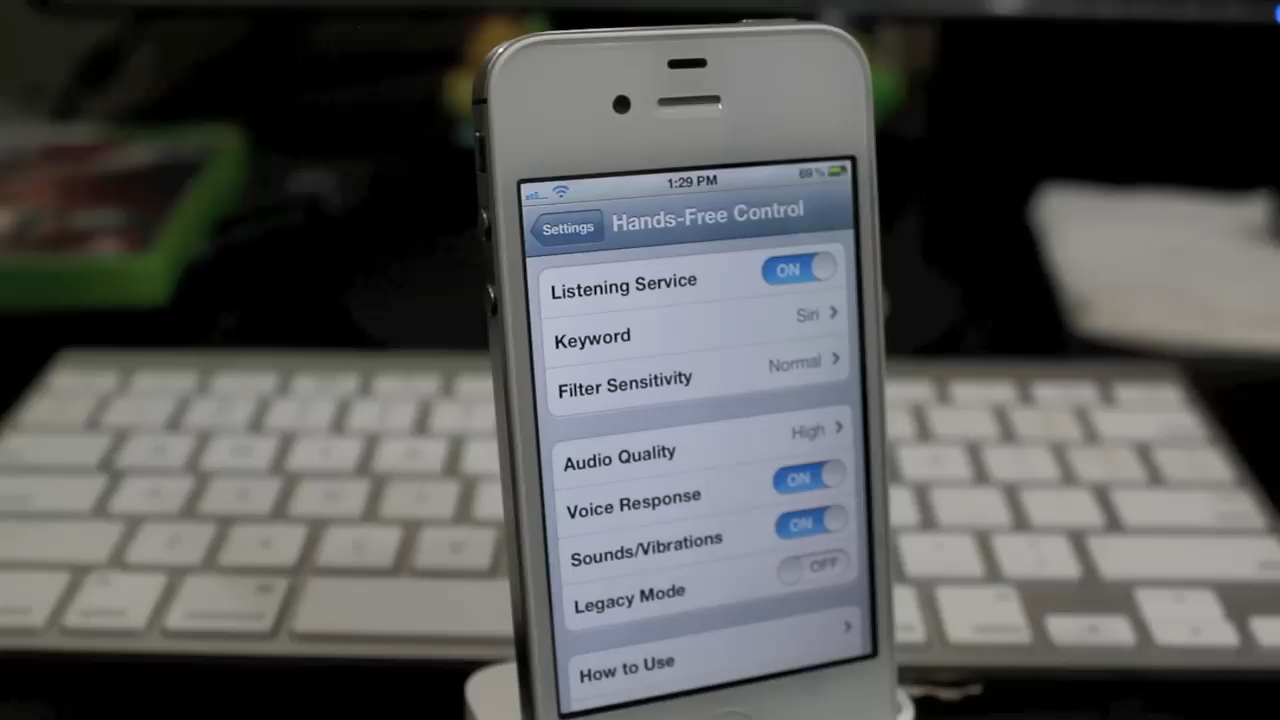 1:29 PM 69%
Settings Hands-Free Control
Listening Service ON
Keyword Siri
Filter Sensitivity Normal
Audio Quality High
Voice Response ON
Sounds/Vibrations ON
Legacy Mode OFF
How to Use